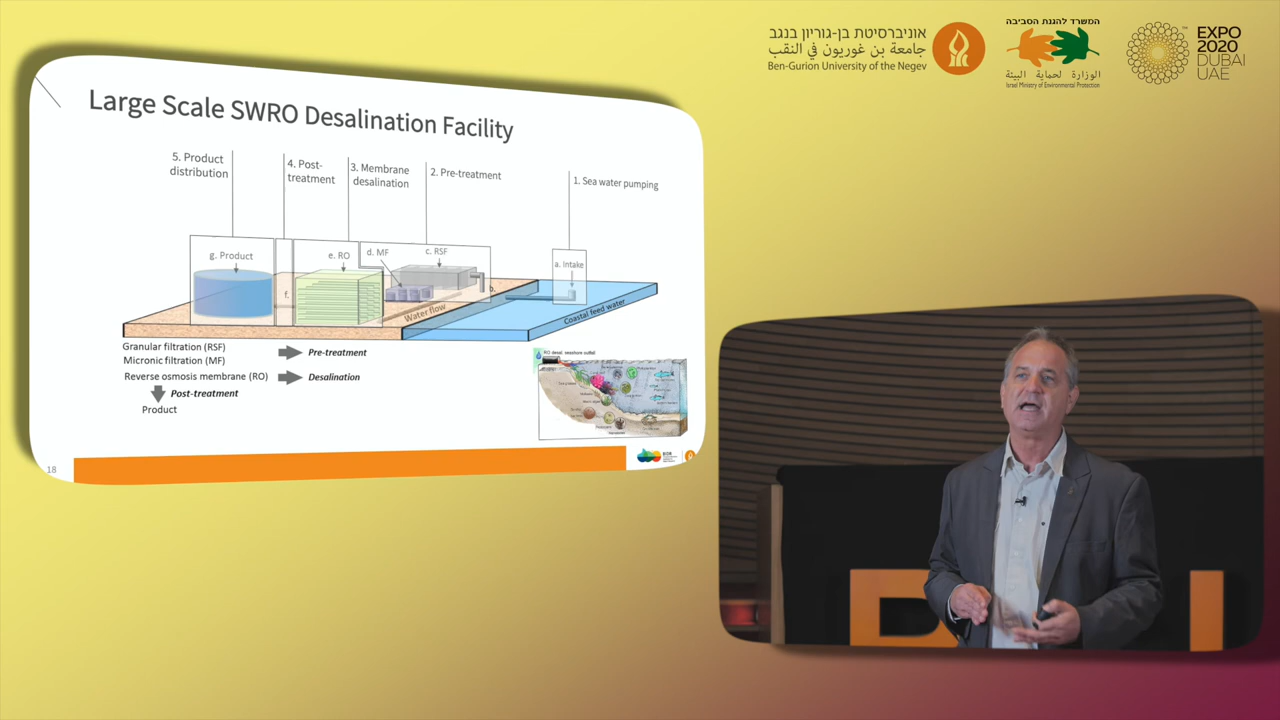 אוניברסיטת בן-גוריון בנגב
جامعة بن غوريون في النقب
Ben-Gurion University of the Negev
המשרד להגנת הסביבה
الوزارة لحماية البيئة
Israel Ministry of Environmental Protection
EXPO
2020
DUBAI
UAE
Large Scale SWRO Desalination Facility
5. Product
distribution
4. Post-
treatment
3. Membrane
desalination
2. Pre-treatment
1. Sea water pumping
g. Product
f.
e. RO
d. MF
c. RSF
b.
a. Intake
Water flow
Coastal feed water
Granular filtration (RSF)
Micronic filtration (MF)
Pre-treatment
Reverse osmosis membrane (RO)
Desalination
Post-treatment
Product
RO desal. seashore outfall
18